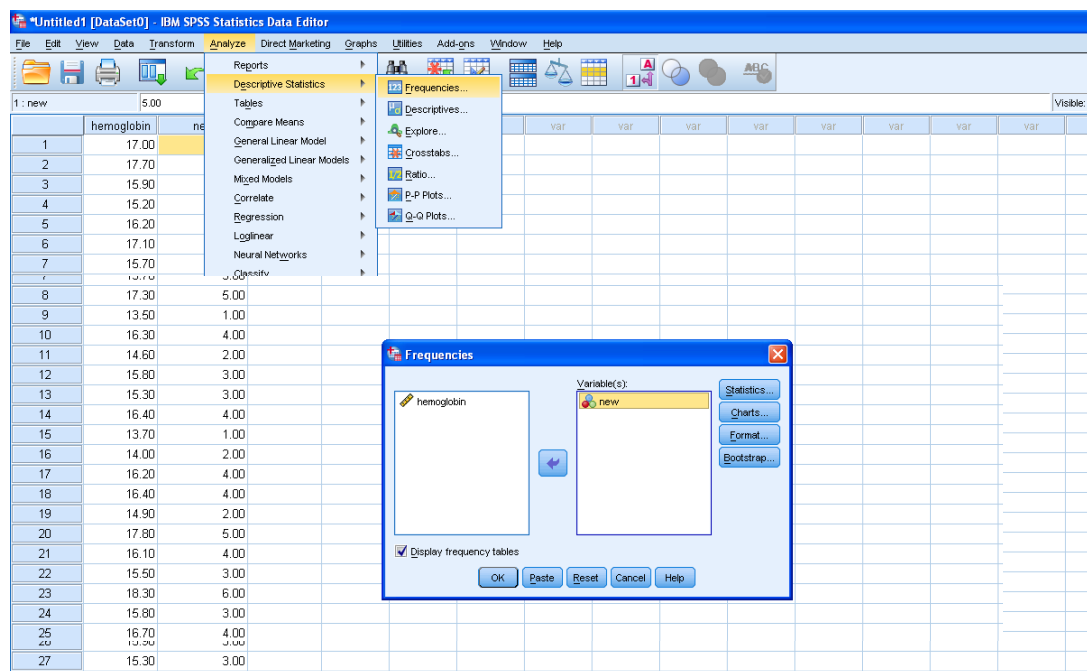 *Untitled1 [DataSet0] - IBM SPSS Statistics Data Editor
File Edit View Data Transform Analyze Direct Marketing Graphs Utilities Add-ons Window Help
1 : new 5.00 Visible:
Reports
Descriptive Statistics
Tables
Compare Means
General Linear Model
Generalized Linear Models
Mixed Models
Correlate
Regression
Loglinear
Neural Networks
Classify
Frequencies...
Descriptives...
Explore...
Crosstabs...
Ratio...
P-P Plots...
Q-Q Plots...
hemoglobin ne var var var var var var var var
1 17.00
2 17.70
3 15.90
4 15.20
5 16.20
6 17.10
7 15.70
8 17.30 5.00
9 13.50 1.00
10 16.30 4.00
11 14.60 2.00
12 15.80 3.00
13 15.30 3.00
14 16.40 4.00
15 13.70 1.00
16 14.00 2.00
17 16.20 4.00
18 16.40 4.00
19 14.90 2.00
20 17.80 5.00
21 16.10 4.00
22 15.50 3.00
23 18.30 6.00
24 15.80 3.00
25 16.70 4.00
27 15.30 3.00
Frequencies
Variable(s):
hemoglobin
new
Statistics...
Charts...
Format...
Bootstrap...
Display frequency tables
OK Paste Reset Cancel Help